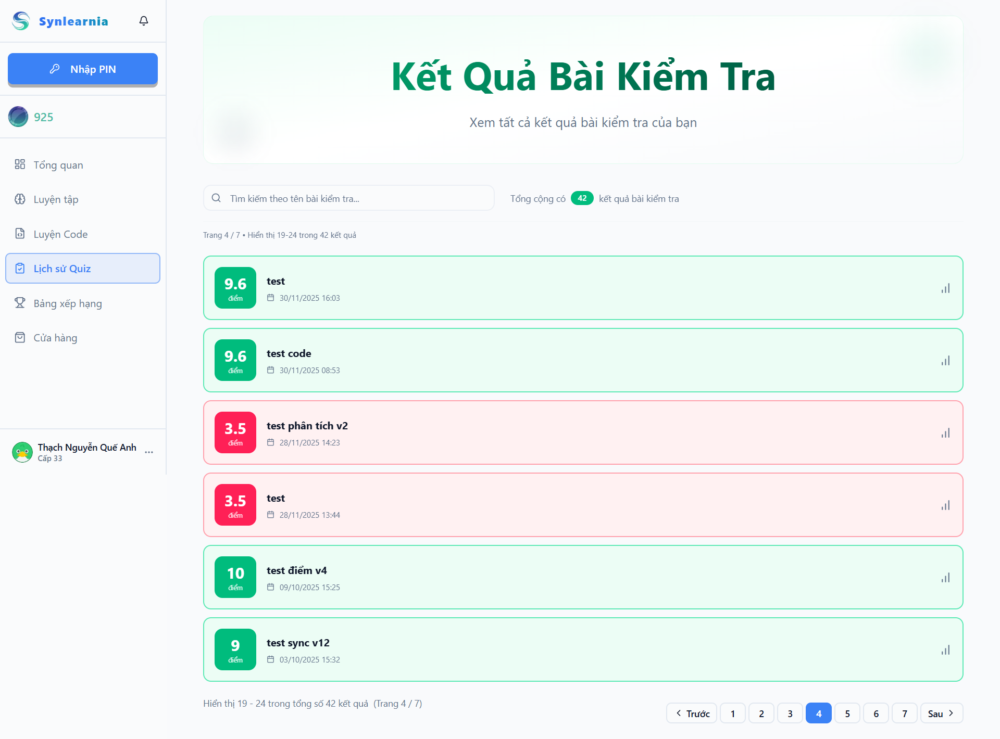 Synlearnia
Nhập PIN
925
Tổng quan
Luyện tập
Luyện Code
Lịch sử Quiz
Bảng xếp hạng
Cửa hàng
Thạch Nguyễn Quế Anh
Cấp 33
Kết Quả Bài Kiểm Tra
Xem tất cả kết quả bài kiểm tra của bạn
Tìm kiếm theo tên bài kiểm tra...
Tổng cộng có 42 kết quả bài kiểm tra
Trang 4 / 7 • Hiển thị 19-24 trong 42 kết quả
9.6
điểm
test
30/11/2025 16:03
9.6
điểm
test code
30/11/2025 08:53
3.5
điểm
test phân tích v2
28/11/2025 14:23
3.5
điểm
test
28/11/2025 13:44
10
điểm
test điểm v4
09/10/2025 15:25
9
điểm
test sync v12
03/10/2025 15:32
Hiển thị 19 - 24 trong tổng số 42 kết quả (Trang 4 / 7)
Trước 1 2 3 4 5 6 7 Sau